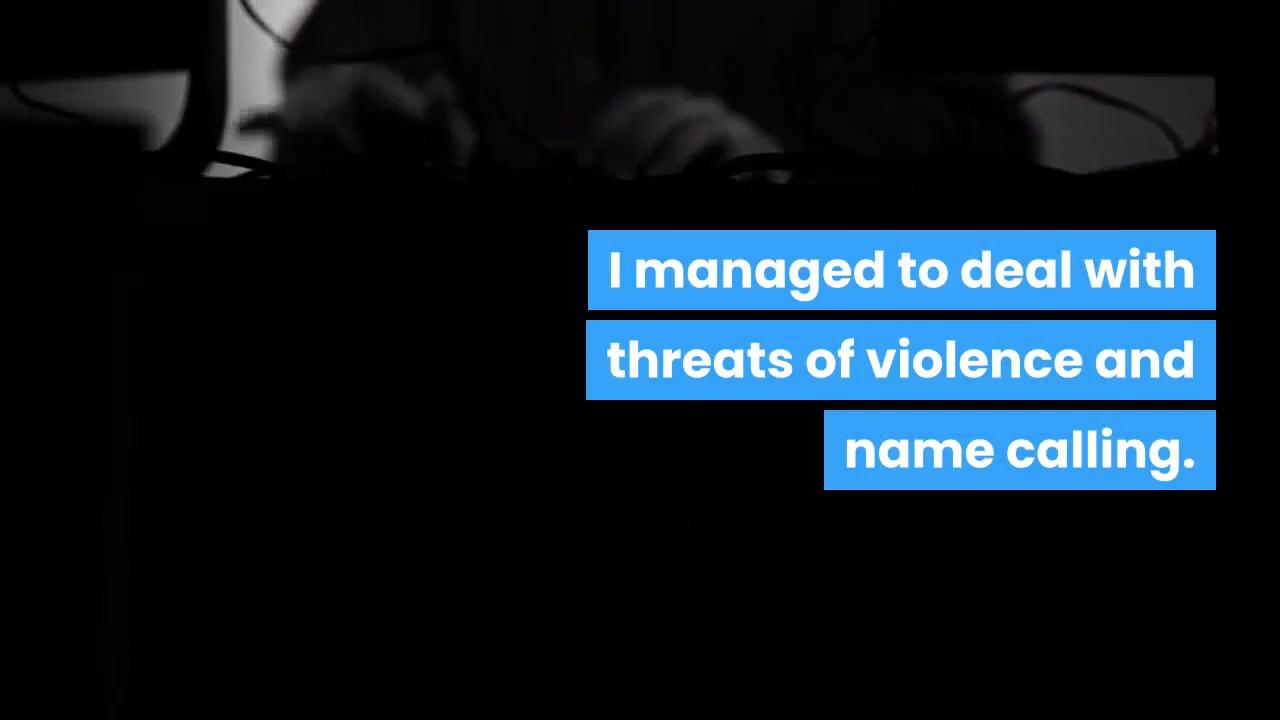 I managed to deal with
threats of violence and
name calling.